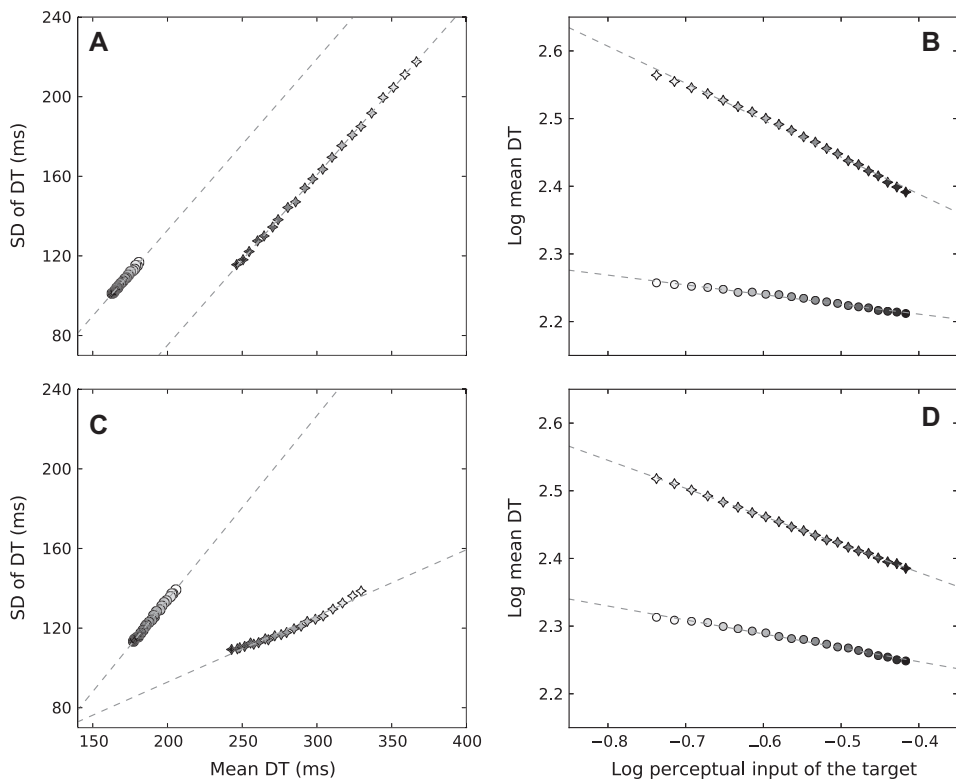 A
SD of DT (ms)
240
200
160
120
80
B
Log mean DT
2.6
2.5
2.4
2.3
2.2
C
SD of DT (ms)
240
200
160
120
80
150 200 250 300 350 400
Mean DT (ms)
D
Log mean DT
2.6
2.5
2.4
2.3
2.2
−0.8 −0.7 −0.6 −0.5 −0.4
Log perceptual input of the target